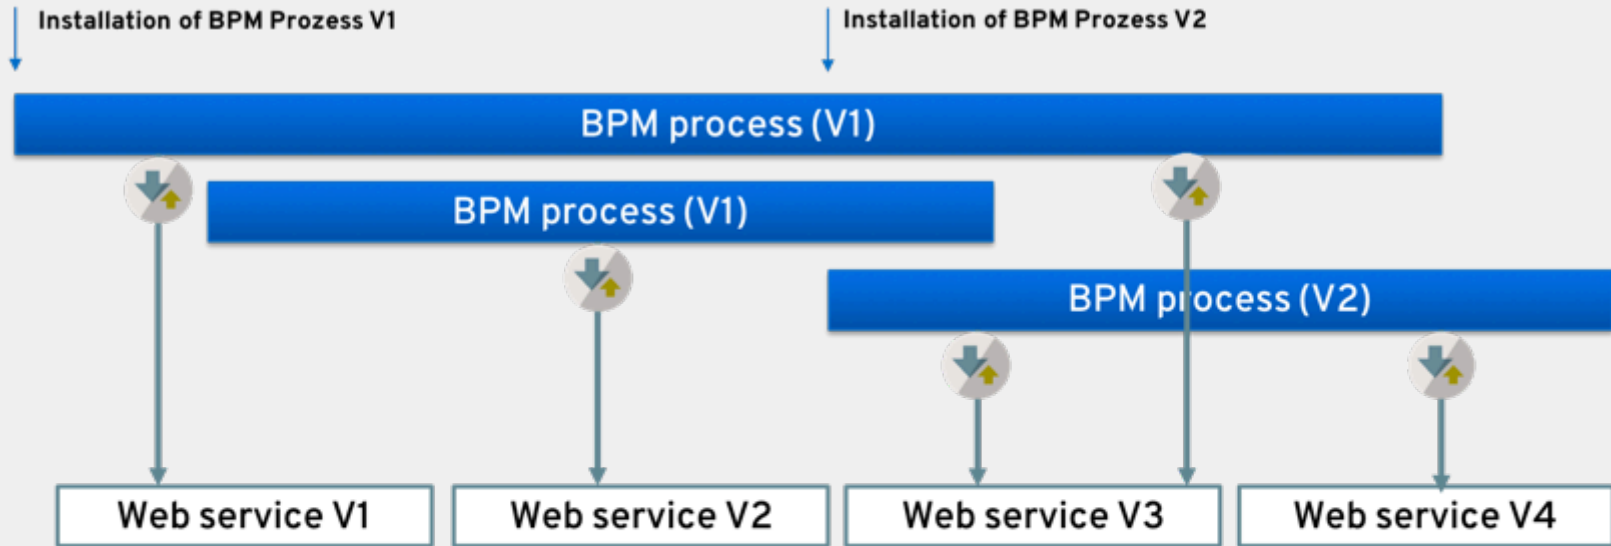 Installation of BPM Prozess V1
Installation of BPM Prozess V2
BPM process (V1)
BPM process (V1)
BPM process (V2)
Web service V1
Web service V2
Web service V3
Web service V4